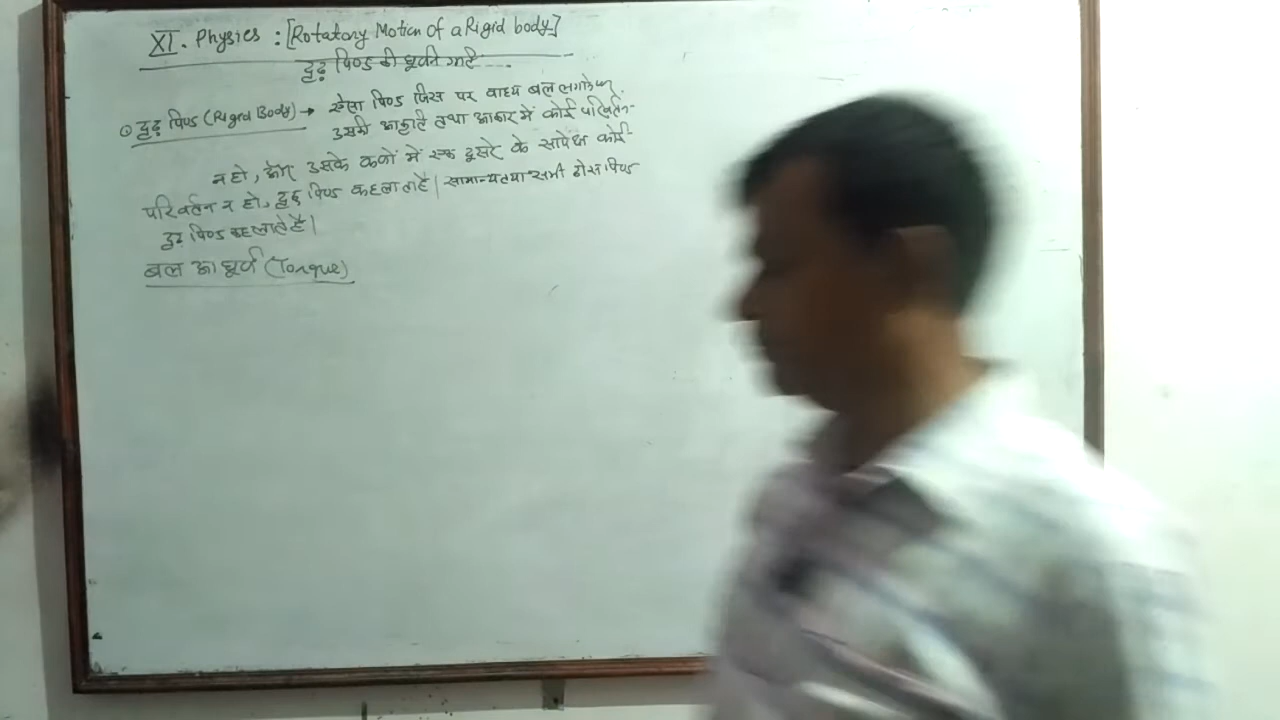 XI. Physics : [Rotatory Motion of a Rigid body]
दृढ़ पिण्ड की घूर्णन गति
दृढ़ पिण्ड (Rigid Body) → ऐसा पिण्ड जिस पर वाह्य बल लगाने पर
उसकी आकृति तथा आकार में कोई परिवर्तन-
न हो, और उसके कणों में एक दूसरे के सापेक्ष कोई-
परिवर्तन न हो, दृढ़ पिण्ड कहलाता है| सामान्यतया सभी ठोस पिण्ड
दृढ़ पिण्ड कहलाते है|
बल आघूर्ण (Torque)